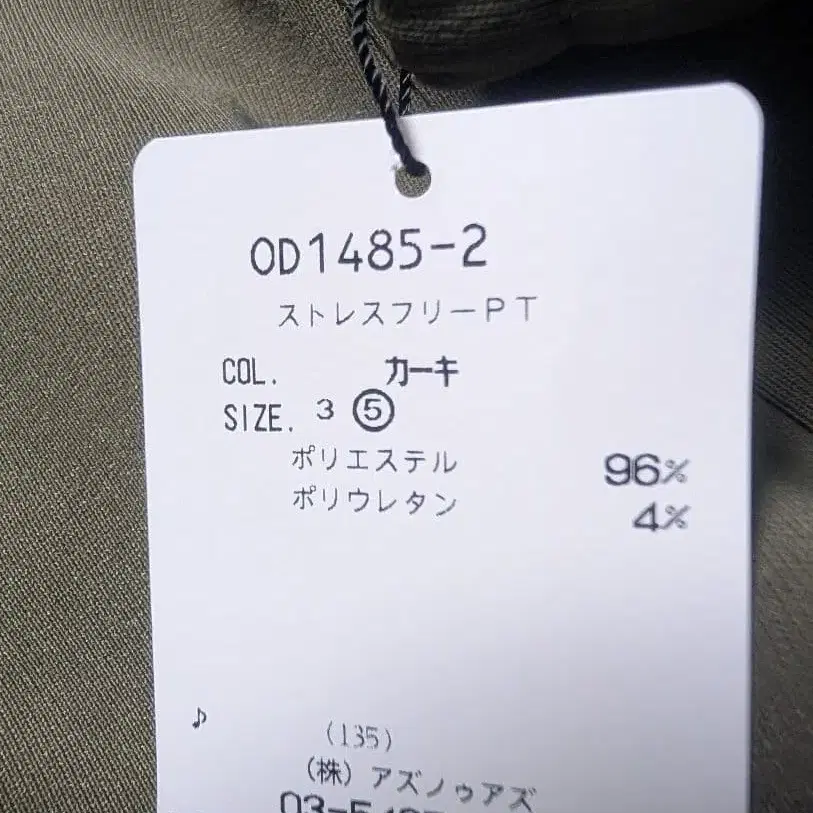 OD1485-2
ストレスフリーPT
COL. カーキ
SIZE. 3 ⑤
ポリエステル 96%
ポリウレタン 4%
♪
(135)
(株)アズノゥアズ
03-5